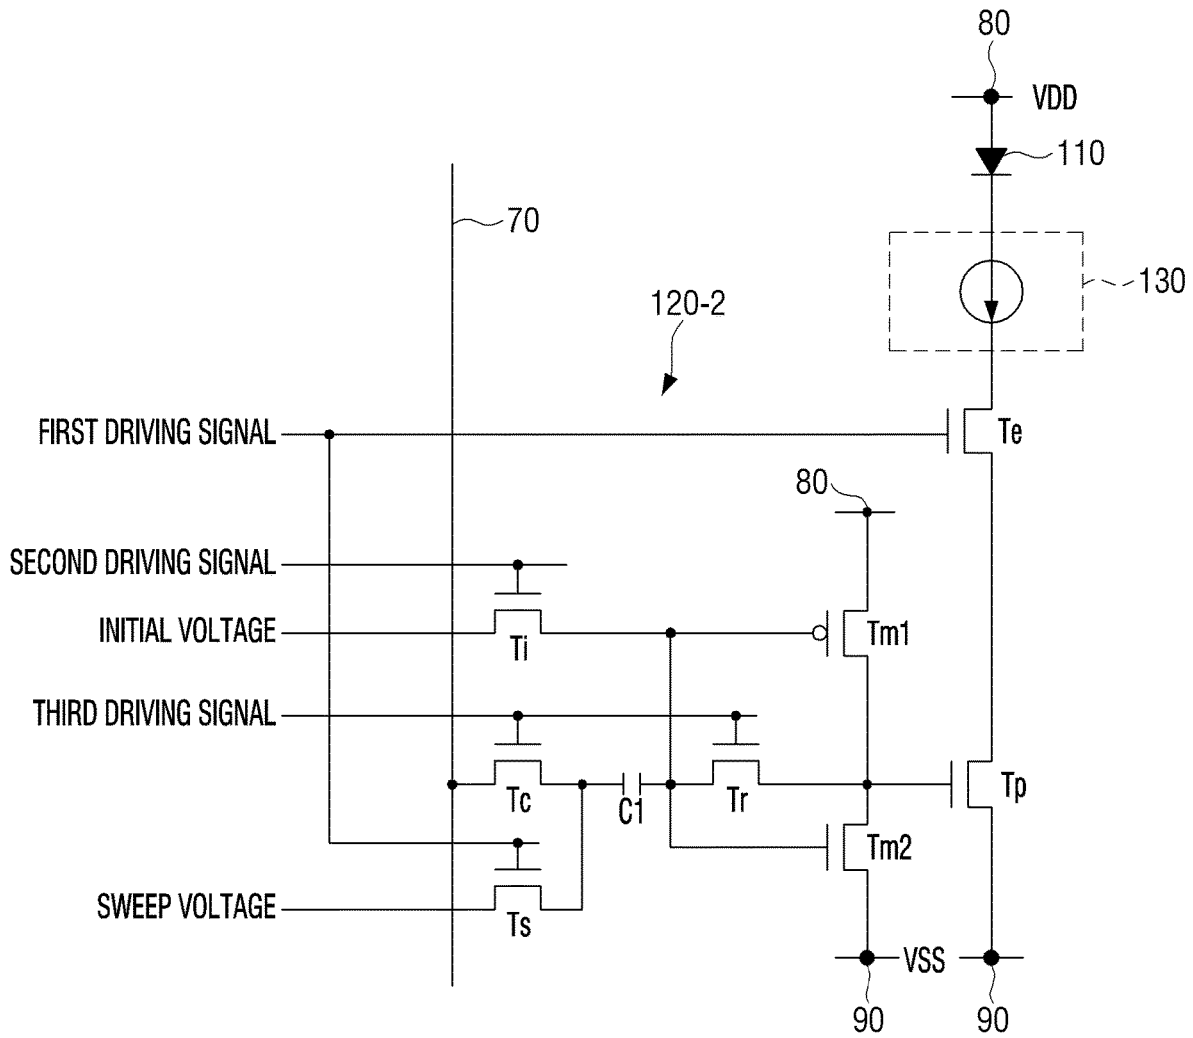 80
VDD
110
70
130
120-2
FIRST DRIVING SIGNAL
Te
80
SECOND DRIVING SIGNAL
INITIAL VOLTAGE
Ti
Tm1
THIRD DRIVING SIGNAL
Tc
C1
Tr
Tp
Tm2
SWEEP VOLTAGE
Ts
VSS
90
90